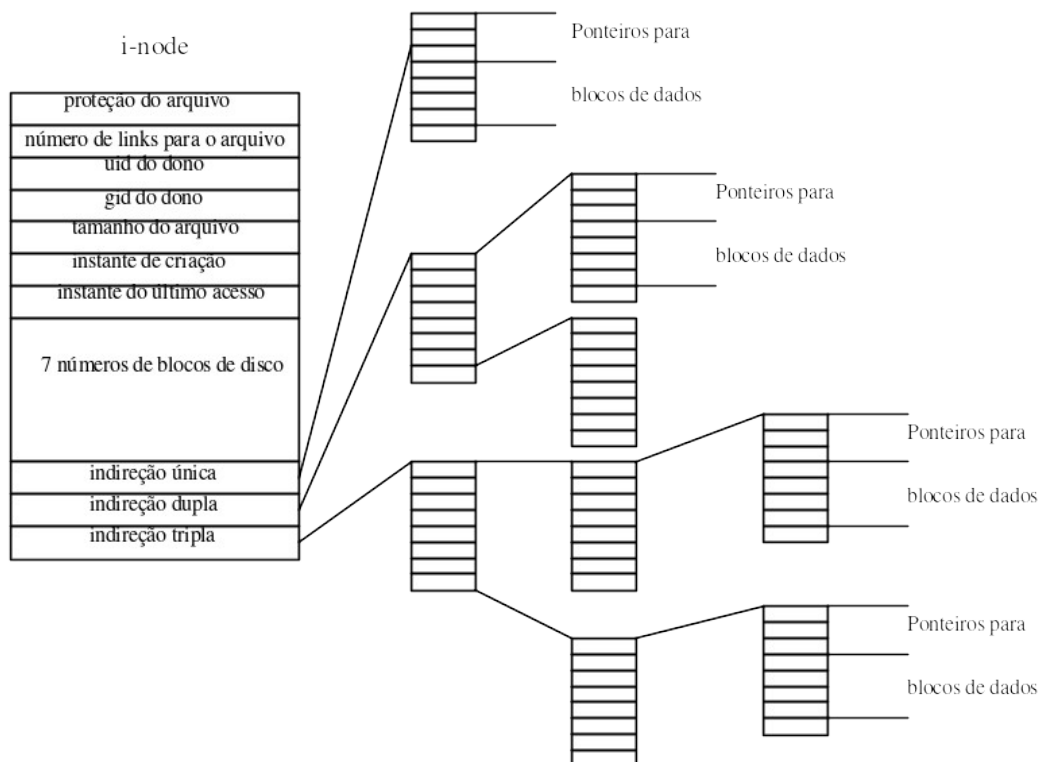 i-node
proteção do arquivo
número de links para o arquivo
uid do dono
gid do dono
tamanho do arquivo
instante de criação
instante do último acesso
7 números de blocos de disco
indireção única
indireção dupla
indireção tripla
Ponteiros para
blocos de dados
Ponteiros para
blocos de dados
Ponteiros para
blocos de dados
Ponteiros para
blocos de dados